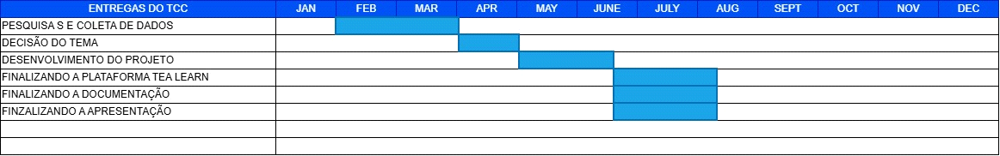 ENTREGAS DO TCC JAN FEB MAR APR MAY JUNE JULY AUG SEPT OCT NOV DEC
PESQUISA S E COLETA DE DADOS
DECISÃO DO TEMA
DESENVOLVIMENTO DO PROJETO
FINALIZANDO A PLATAFORMA TEA LEARN
FINALIZANDO A DOCUMENTAÇÃO
FINZALIZANDO A APRESENTAÇÃO